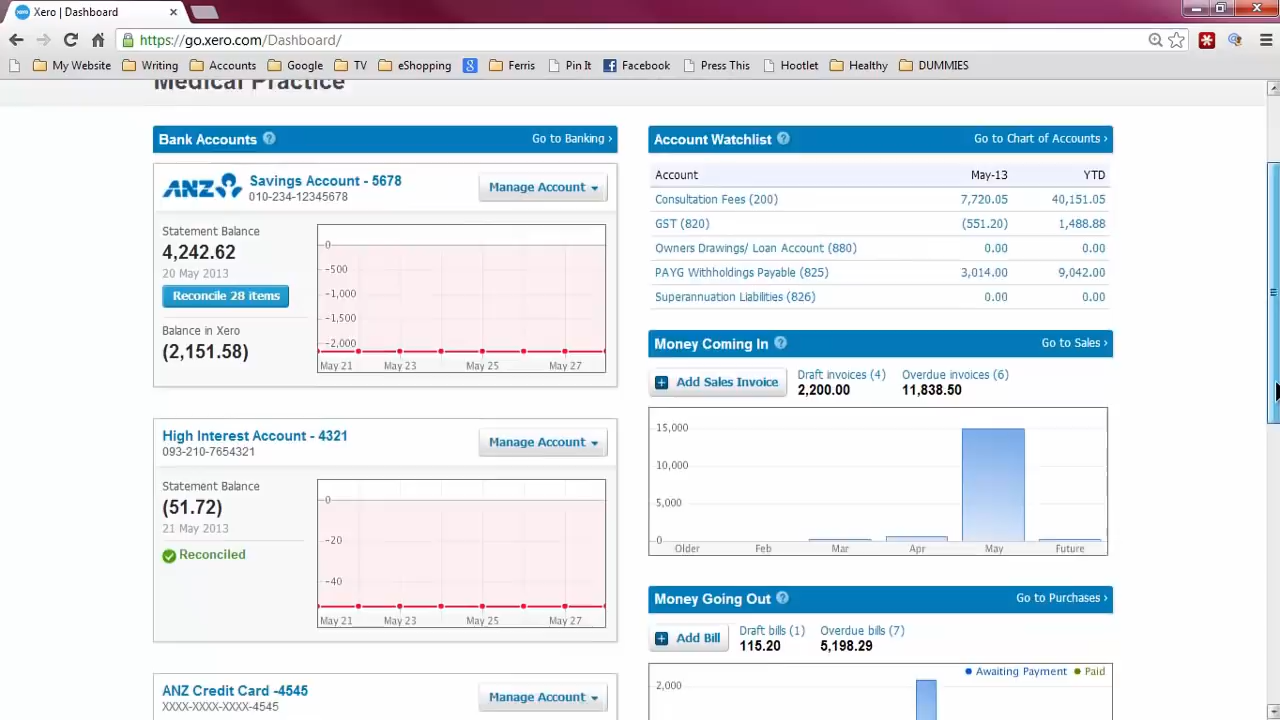 Xero | Dashboard
https://go.xero.com/Dashboard/
My Website Writing Accounts Google TV eShopping Ferris Pin It Facebook Press This Hootlet Healthy DUMMIES
Medical Practice
Bank Accounts ? Go to Banking ›
ANZ Savings Account - 5678
010-234-12345678
Manage Account
Statement Balance
4,242.62
20 May 2013
Reconcile 28 items
Balance in Xero
(2,151.58)
0
-500
-1,000
-1,500
-2,000
May 21 May 23 May 25 May 27
High Interest Account - 4321
093-210-7654321
Manage Account
Statement Balance
(51.72)
21 May 2013
Reconciled
0
-20
-40
May 21 May 23 May 25 May 27
ANZ Credit Card -4545
XXXX-XXXX-XXXX-4545
Manage Account
Account Watchlist ? Go to Chart of Accounts ›
Account May-13 YTD
Consultation Fees (200) 7,720.05 40,151.05
GST (820) (551.20) 1,488.88
Owners Drawings/ Loan Account (880) 0.00 0.00
PAYG Withholdings Payable (825) 3,014.00 9,042.00
Superannuation Liabilities (826) 0.00 0.00
Money Coming In ? Go to Sales ›
Add Sales Invoice
Draft invoices (4) Overdue invoices (6)
2,200.00 11,838.50
15,000
10,000
5,000
0
Older Feb Mar Apr May Future
Money Going Out ? Go to Purchases ›
Add Bill
Draft bills (1) Overdue bills (7)
115.20 5,198.29
Awaiting Payment Paid
2,000